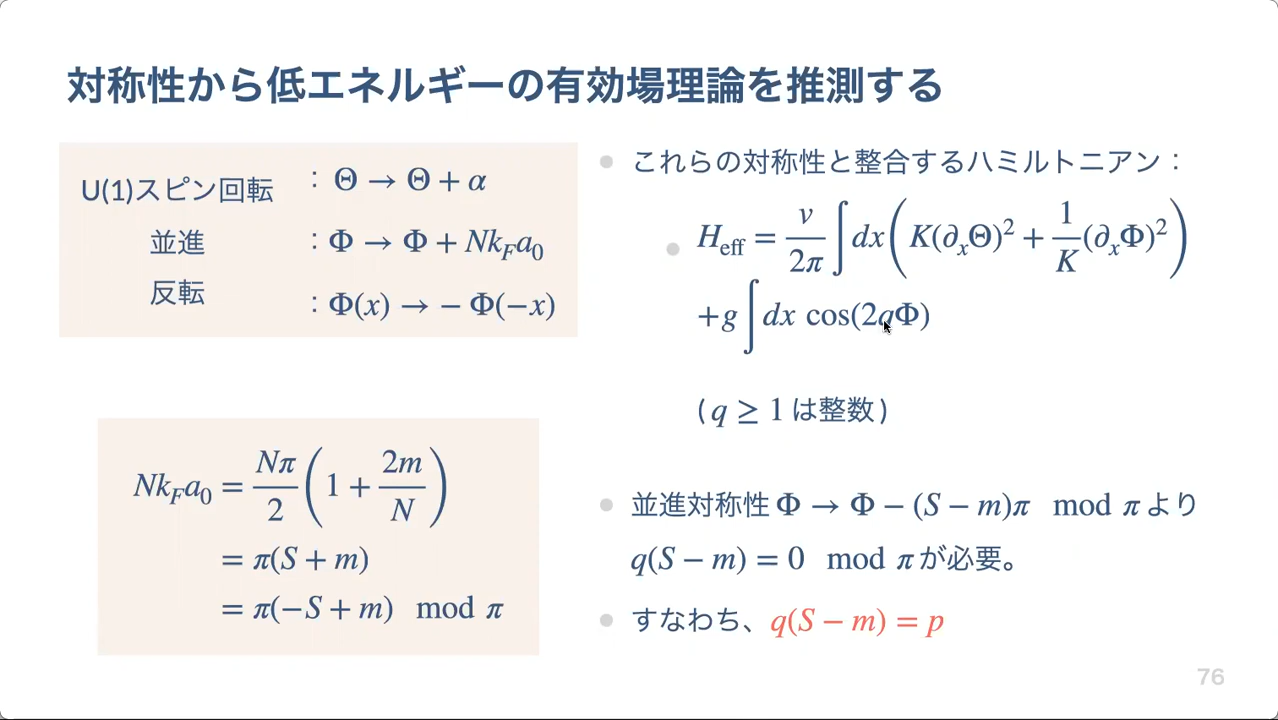 対称性から低エネルギーの有効場理論を推測する
U(1)スピン回転 : Θ → Θ + α
並進 : Φ → Φ + Nk_F a_0
反転 : Φ(x) → − Φ(−x)
Nk_F a_0 = \frac{Nπ}{2} ( 1 + \frac{2m}{N} )
= π(S + m)
= π(−S + m) mod π
これらの対称性と整合するハミルトニアン：
H_eff = \frac{v}{2π} ∫ dx ( K(∂_xΘ)^2 + \frac{1}{K} (∂_xΦ)^2 )
+g ∫ dx cos(2qΦ)
(q ≥ 1 は整数)
並進対称性 Φ → Φ − (S − m)π mod π より
q(S − m) = 0 mod π が必要。
すなわち、q(S − m) = p
76